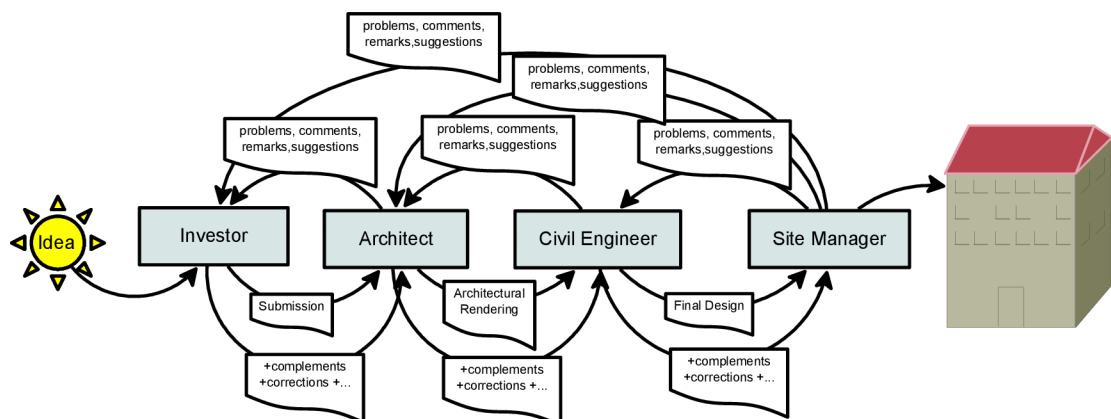 problems, comments,
remarks,suggestions
problems, comments,
remarks,suggestions
problems, comments,
remarks,suggestions
problems, comments,
remarks,suggestions
problems, comments,
remarks,suggestions
Idea
Investor
Architect
Civil Engineer
Site Manager
Submission
Architectural
Rendering
Final Design
+complements
+corrections +...
+complements
+corrections +...
+complements
+corrections +...